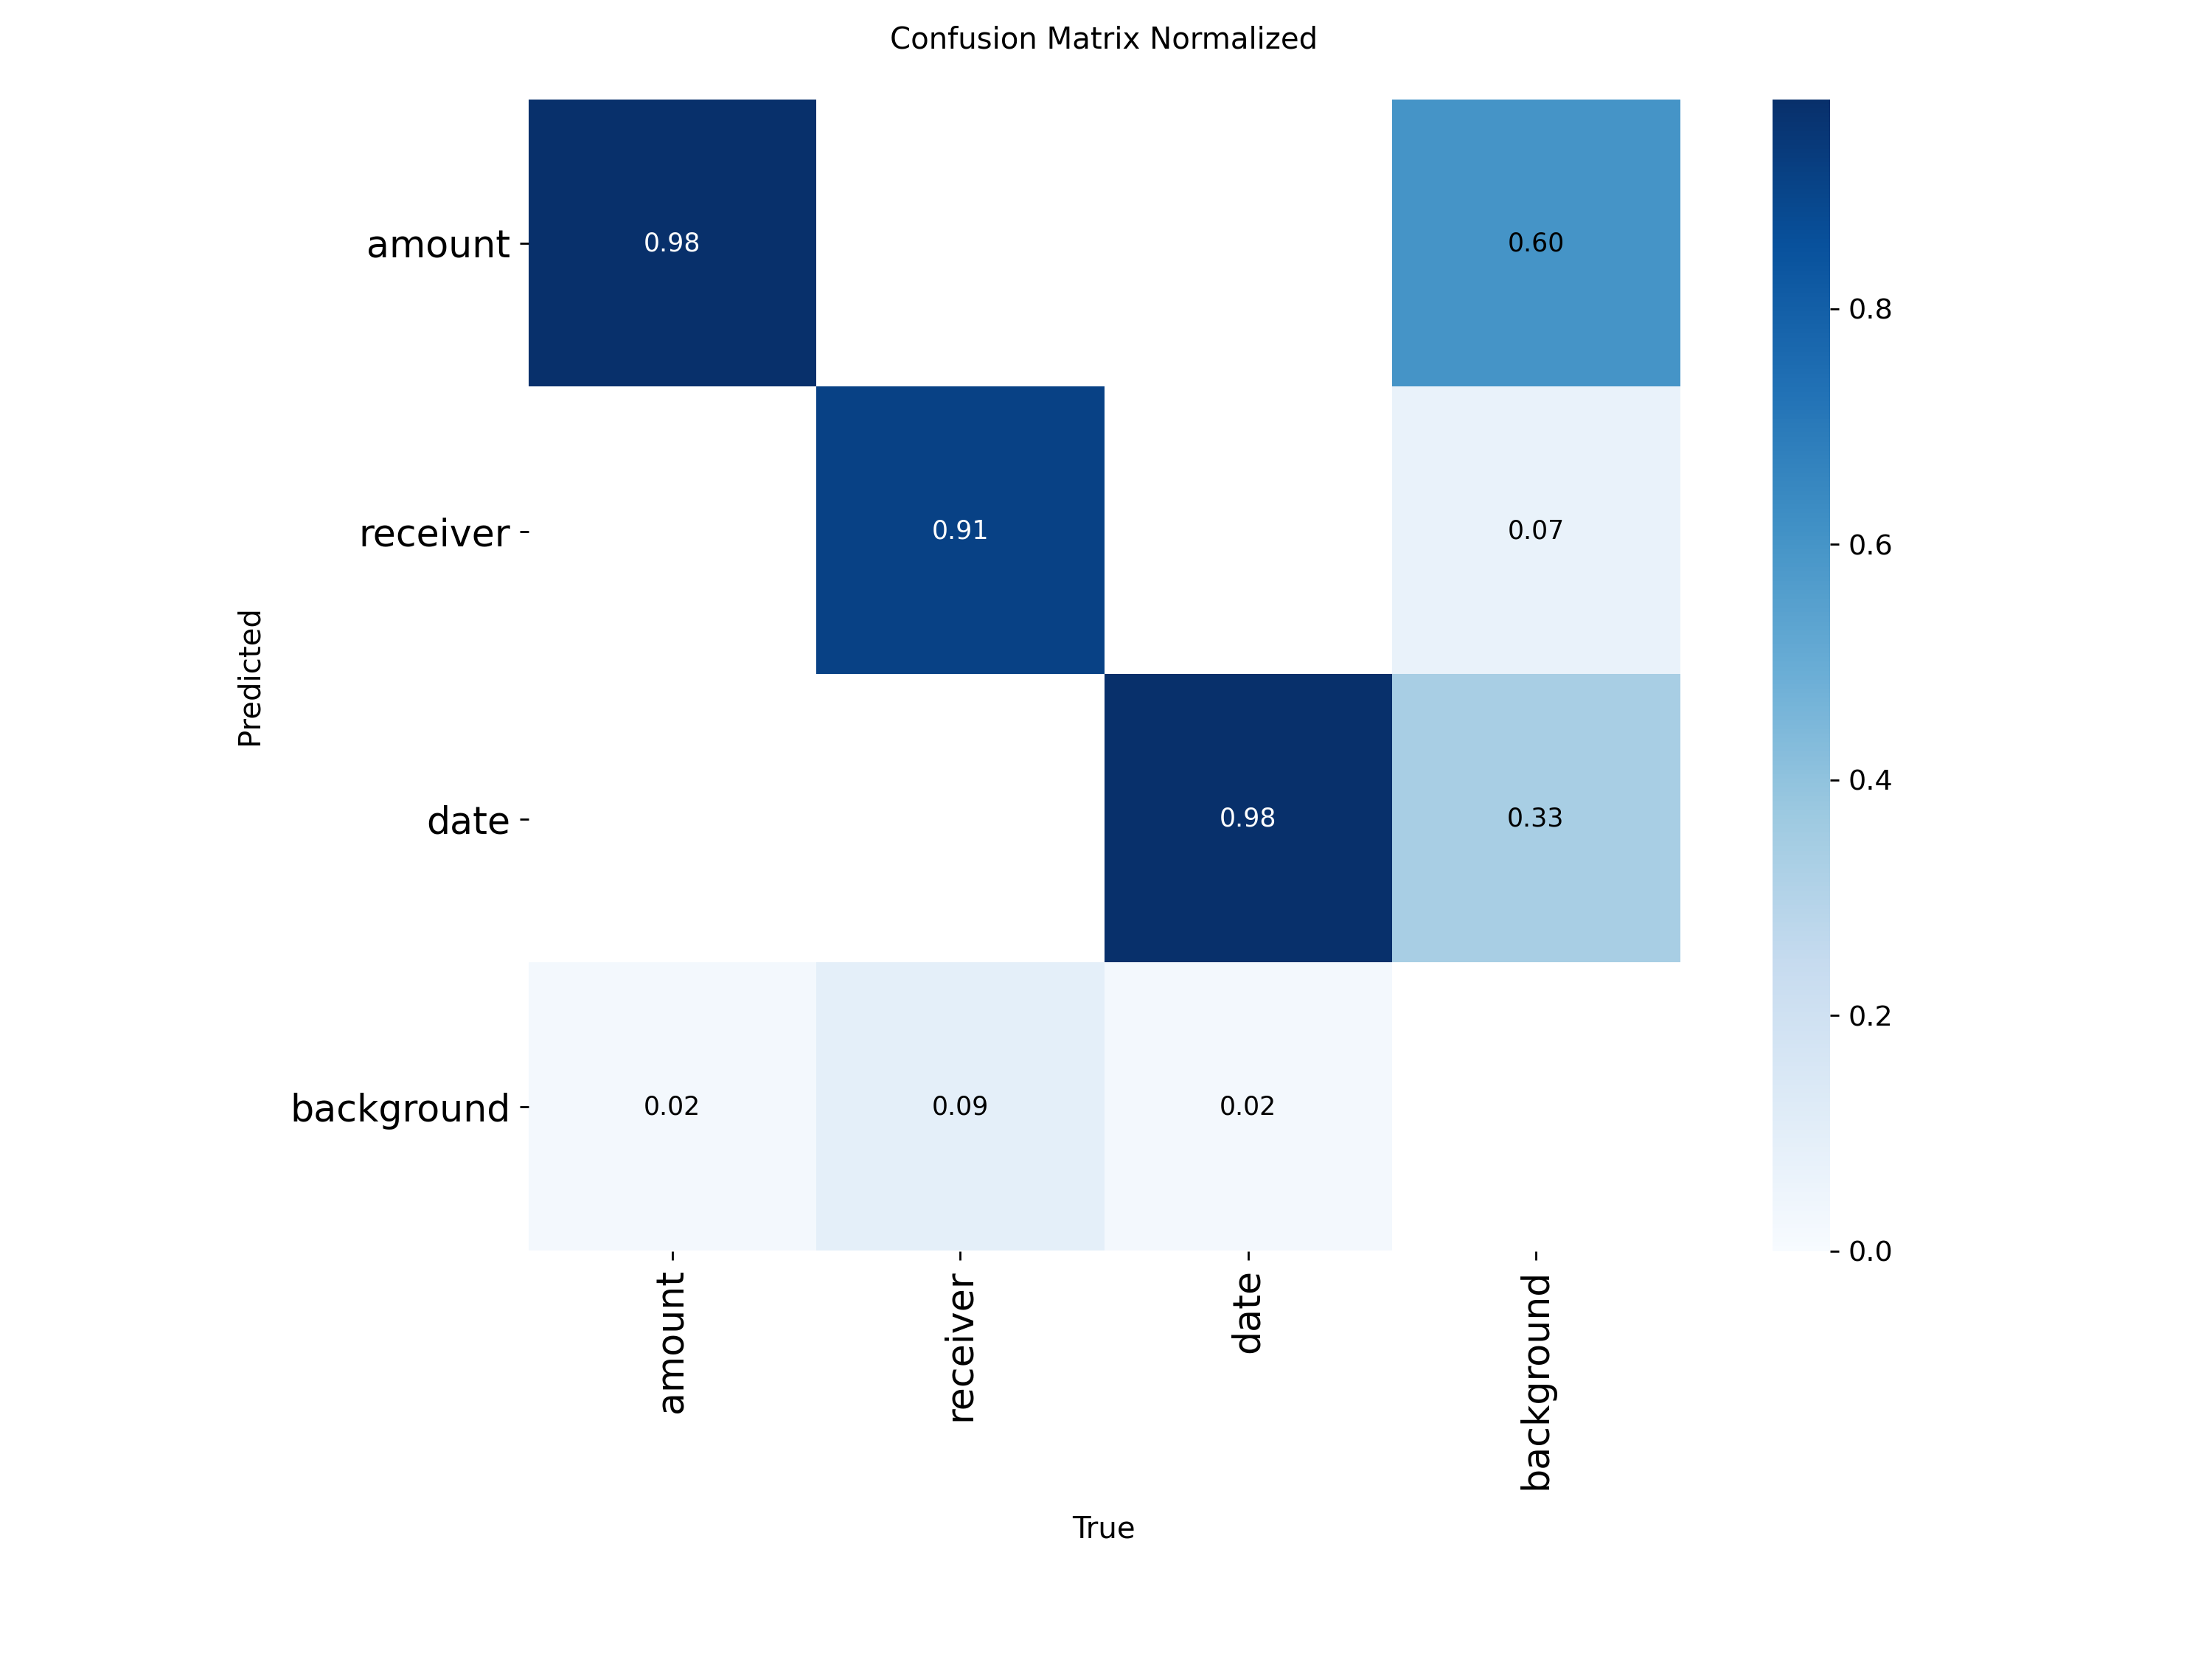 Confusion Matrix Normalized
amount
0.98
0.60
0.8
receiver
0.91
0.07
0.6
Predicted
date
0.98
0.33
0.4
background
0.02
0.09
0.02
0.2
0.0
amount
receiver
date
background
True